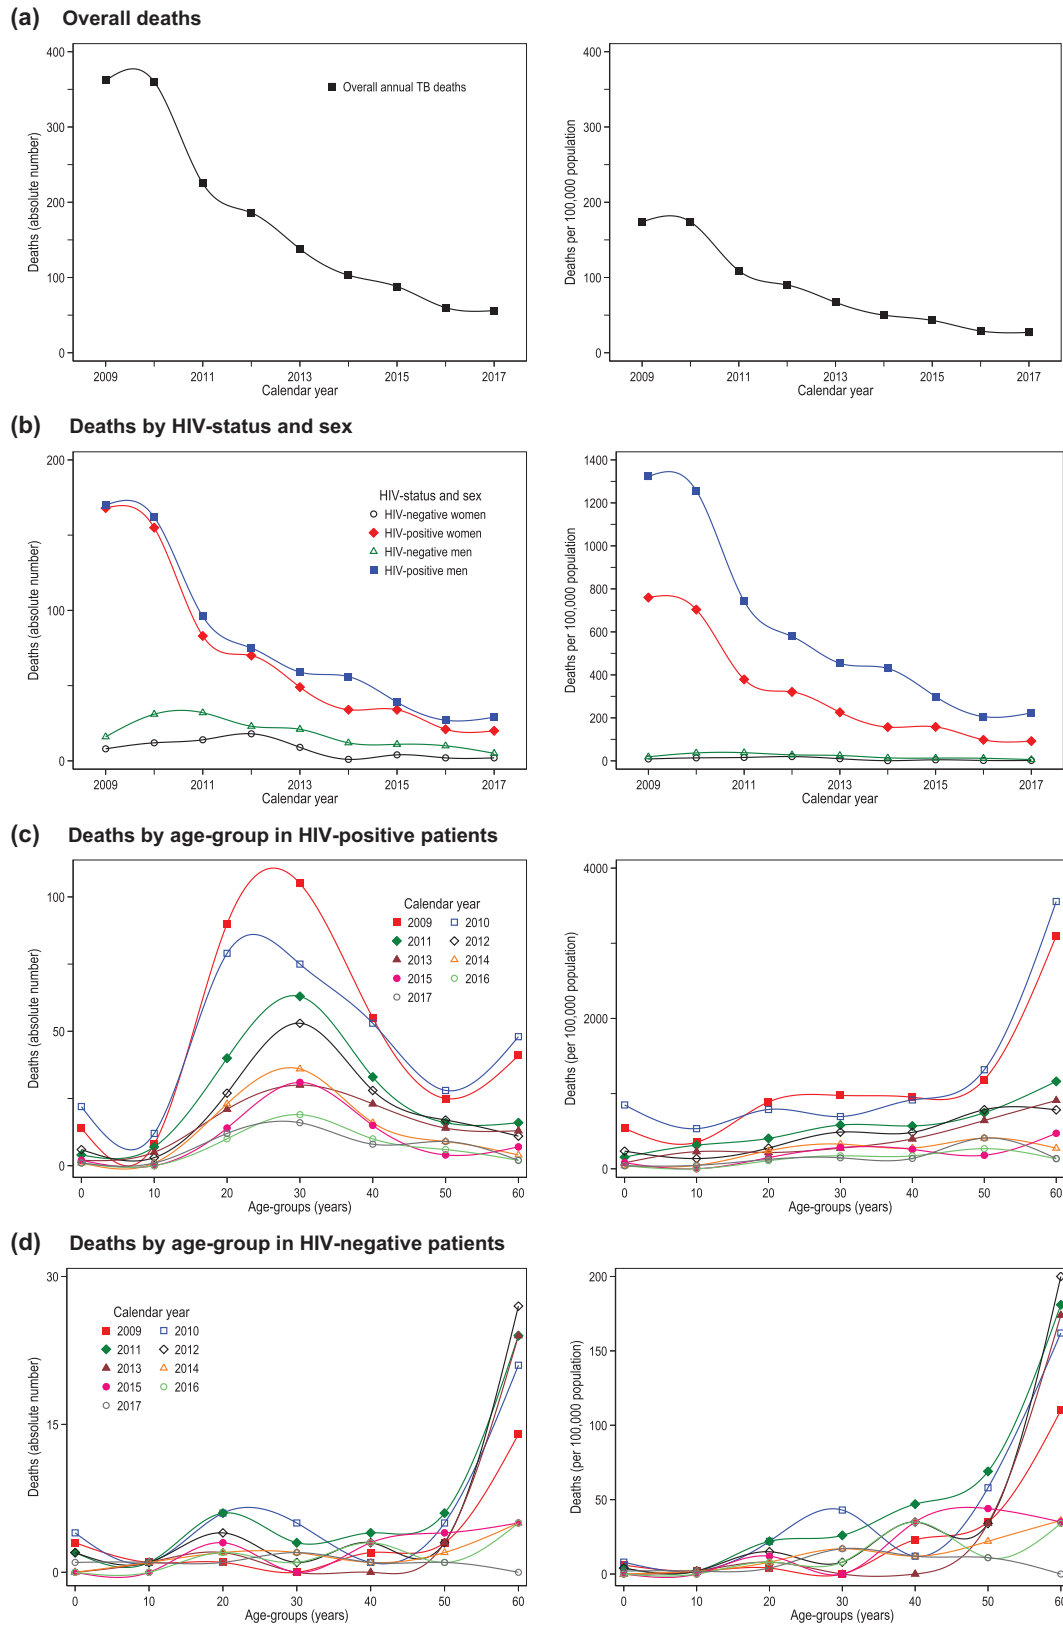 (a) Overall deaths
400
300
200
100
0
Deaths (absolute number)
Overall annual TB deaths
2009 2011 2013 2015 2017
Calendar year
400
300
200
100
0
Deaths per 100,000 population
2009 2011 2013 2015 2017
Calendar year
(b) Deaths by HIV-status and sex
200
100
0
Deaths (absolute number)
HIV-status and sex
HIV-negative women
HIV-positive women
HIV-negative men
HIV-positive men
2009 2011 2013 2015 2017
Calendar year
1400
1200
1000
800
600
400
200
0
Deaths per 100,000 population
2009 2011 2013 2015 2017
Calendar year
(c) Deaths by age-group in HIV-positive patients
100
50
0
Deaths (absolute number)
Calendar year
2009 2010
2011 2012
2013 2014
2015 2016
2017
0 10 20 30 40 50 60
Age-groups (years)
4000
2000
0
Deaths (per 100,000 population)
0 10 20 30 40 50 60
Age-groups (years)
(d) Deaths by age-group in HIV-negative patients
30
15
0
Deaths (absolute number)
Calendar year
2009 2010
2011 2012
2013 2014
2015 2016
2017
0 10 20 30 40 50 60
Age-groups (years)
200
150
100
50
0
Deaths (per 100,000 population)
0 10 20 30 40 50 60
Age-groups (years)